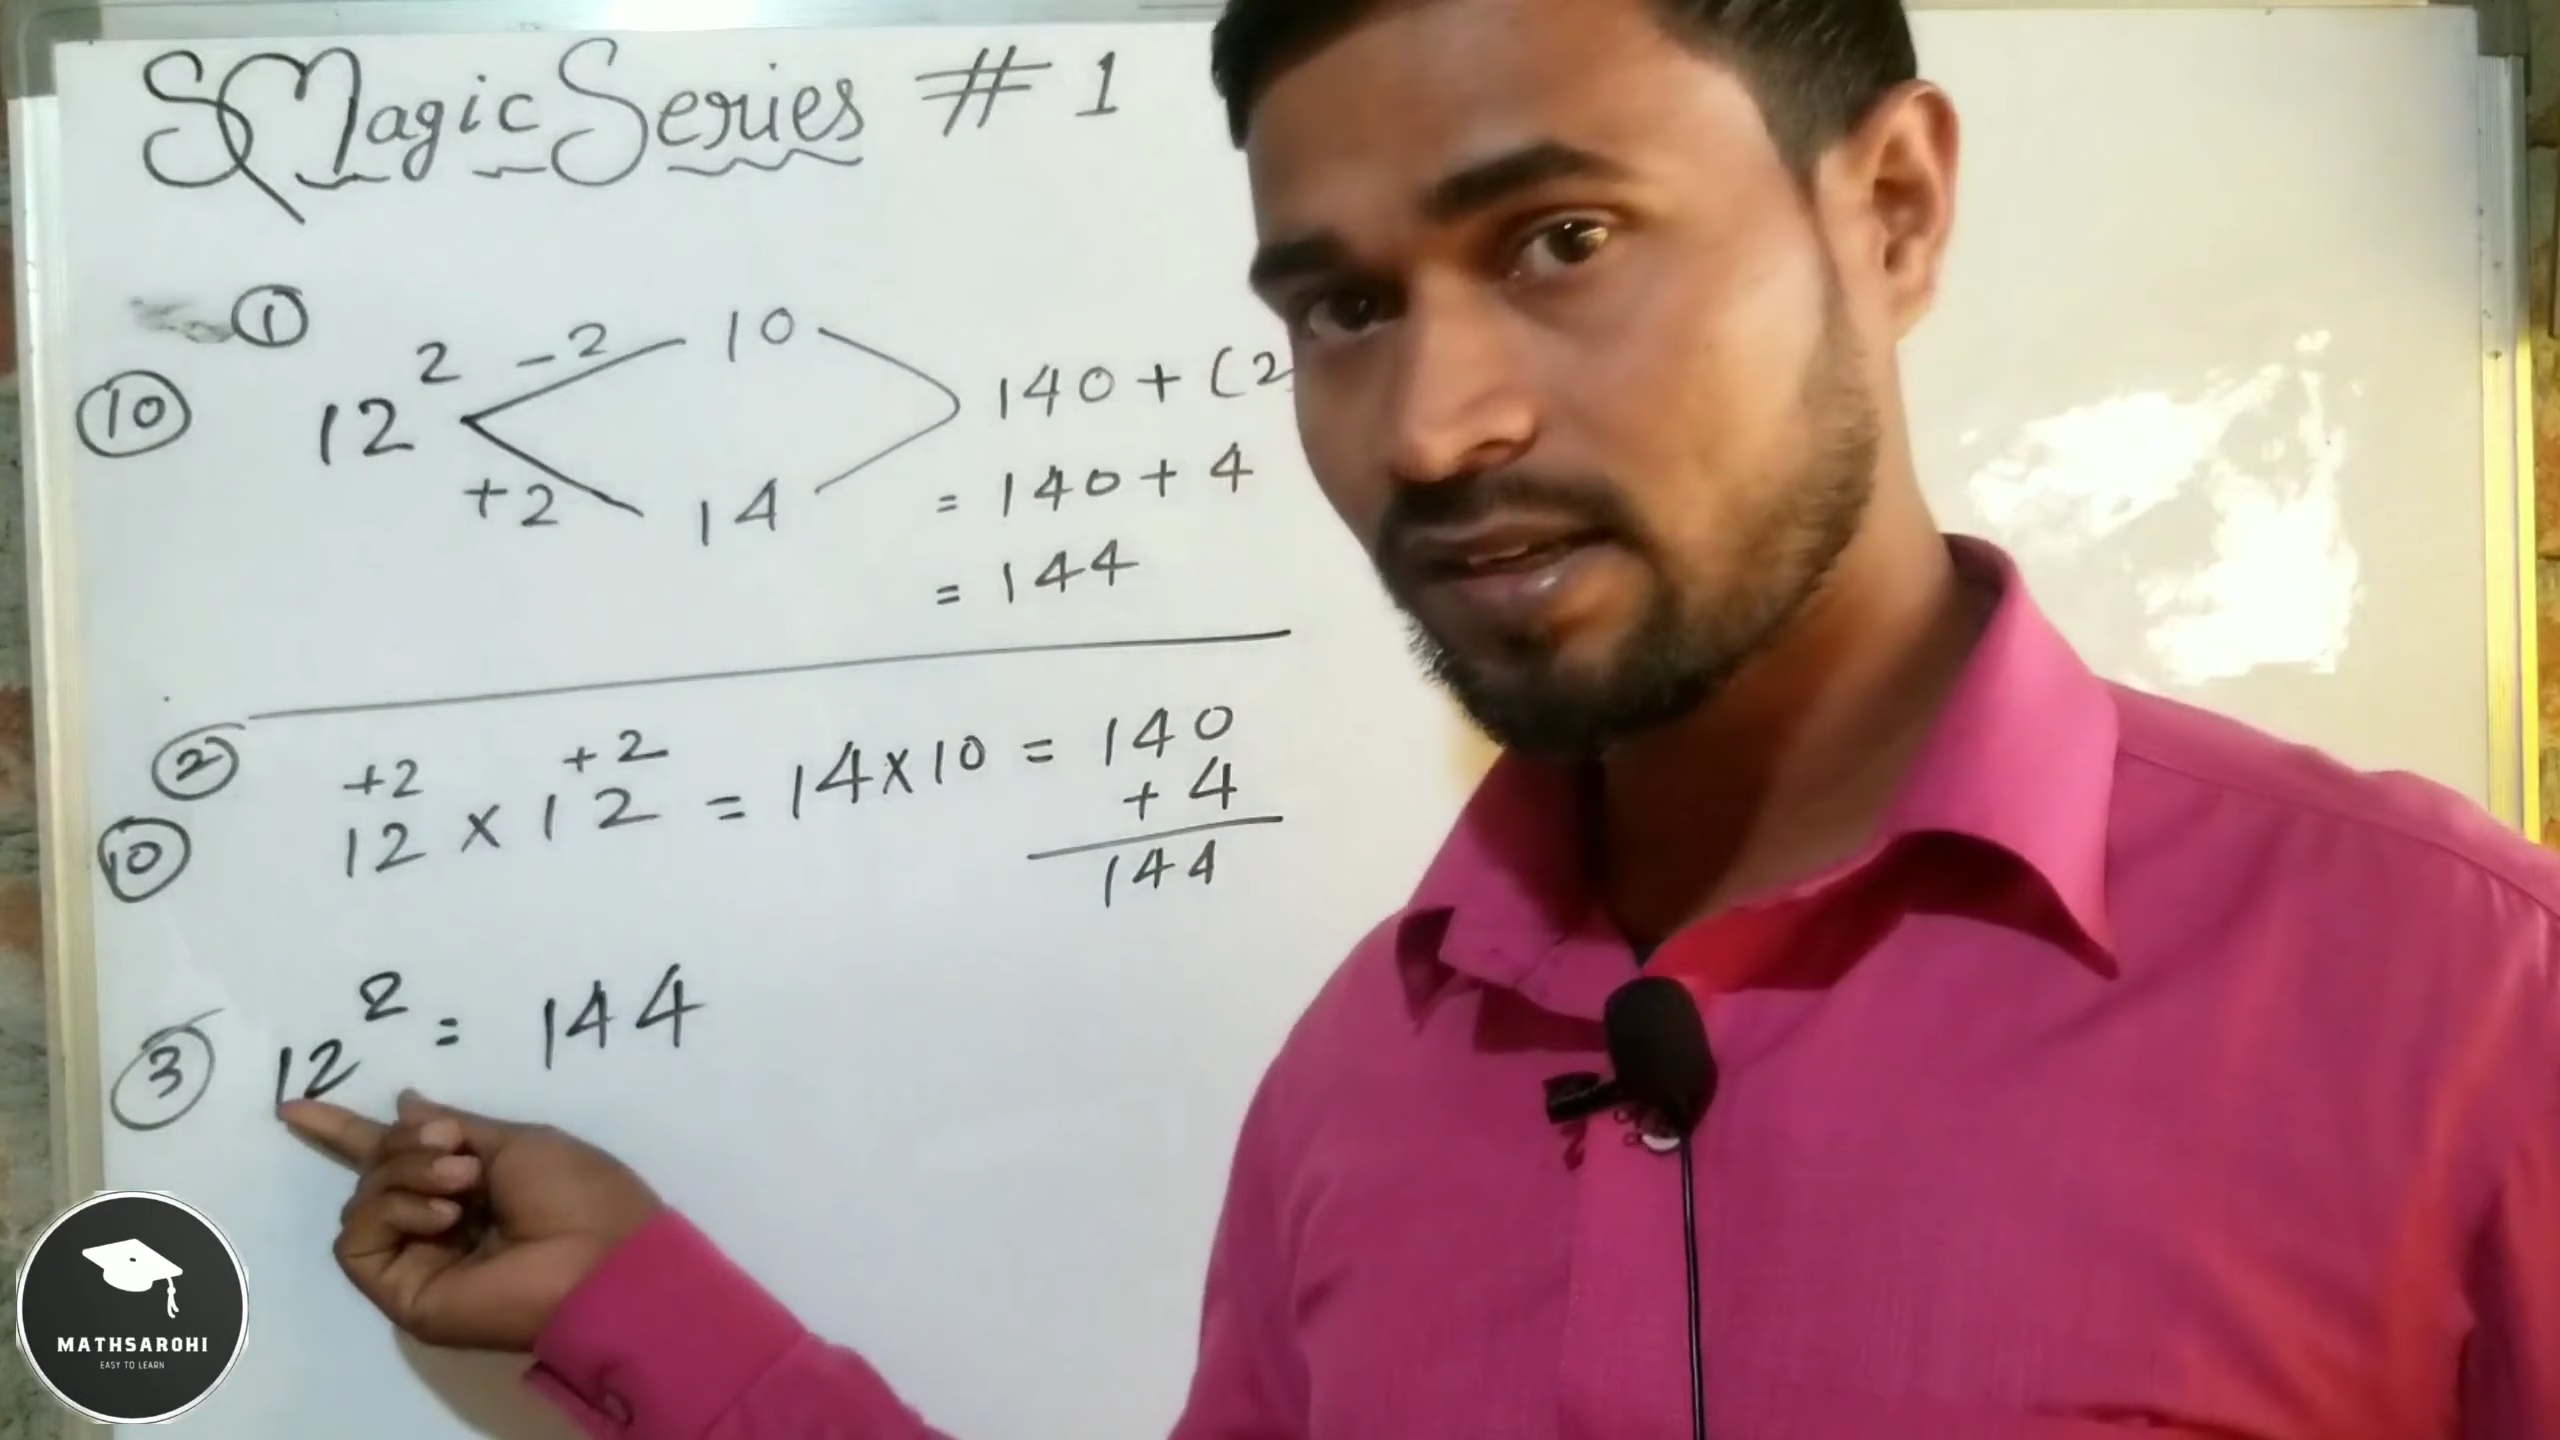 Magic Series # 1
①
⑩ 12² -2 10
+2 14
140 + (2
= 140 + 4
= 144
② +2 +2
⑩ 12 x 12 = 14 x 10 = 140
+ 4
144
③ 12² = 144
MATHSAROHI
EASY TO LEARN